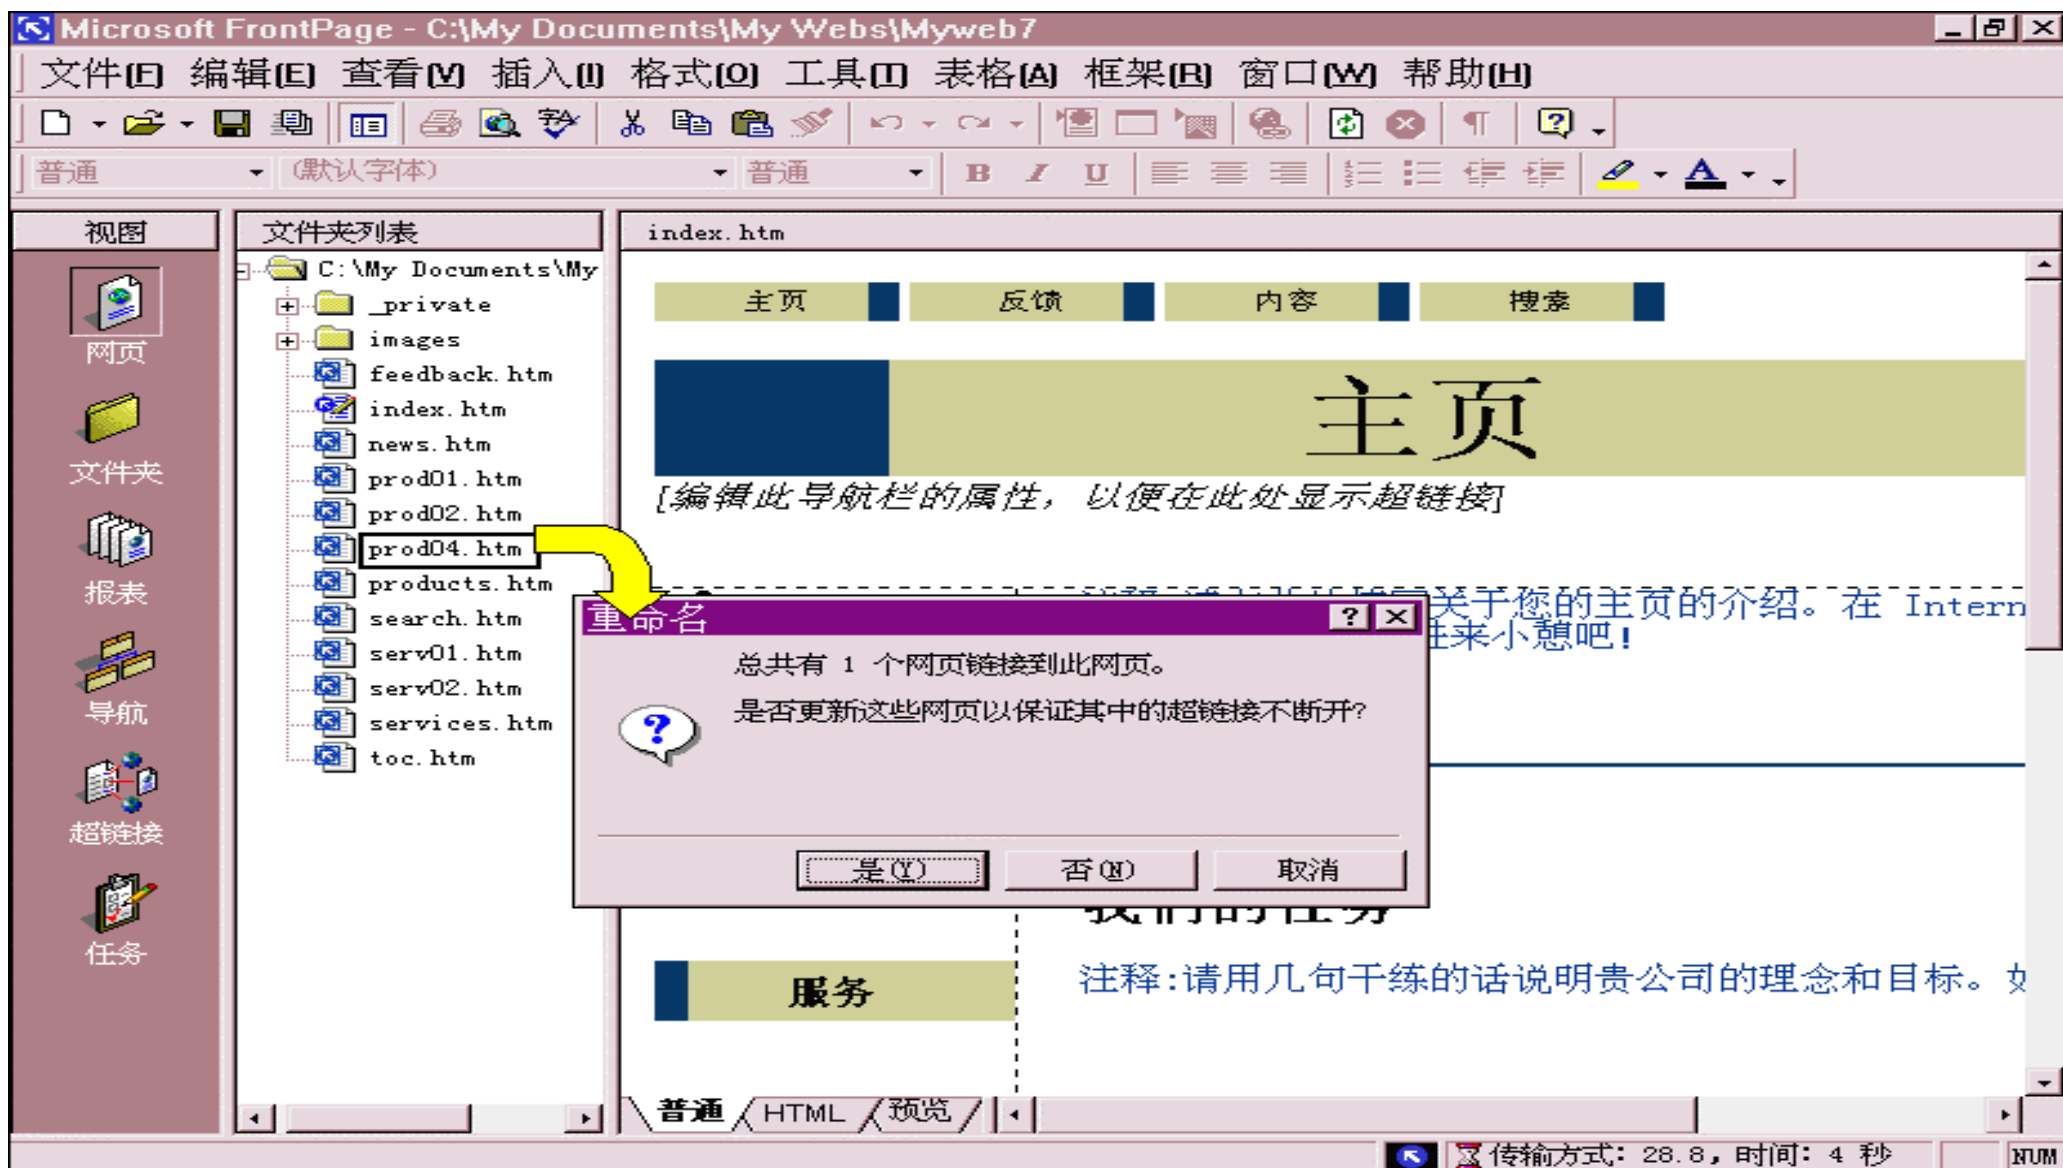 Microsoft FrontPage - C:\My Documents\My Webs\Myweb7
文件(F) 编辑(E) 查看(V) 插入(I) 格式(O) 工具(T) 表格(A) 框架(R) 窗口(W) 帮助(H)
普通 (默认字体) 普通 B I U A
视图
网页
文件夹
报表
导航
超链接
任务
文件夹列表
C:\My Documents\My
_private
images
feedback.htm
index.htm
news.htm
prod01.htm
prod02.htm
prod04.htm
products.htm
search.htm
serv01.htm
serv02.htm
services.htm
toc.htm
index.htm
主页 反馈 内容 搜索
主页
[编辑此导航栏的属性，以便在此处显示超链接]
关于您的主页的介绍。在 Intern
来小憩吧!
重命名
总共有 1 个网页链接到此网页。
是否更新这些网页以保证其中的超链接不断开?
是(Y) 否(N) 取消
我们的任务
服务
注释:请用几句干练的话说明贵公司的理念和目标。如
普通 HTML 预览
传输方式: 28.8, 时间: 4 秒 NUM